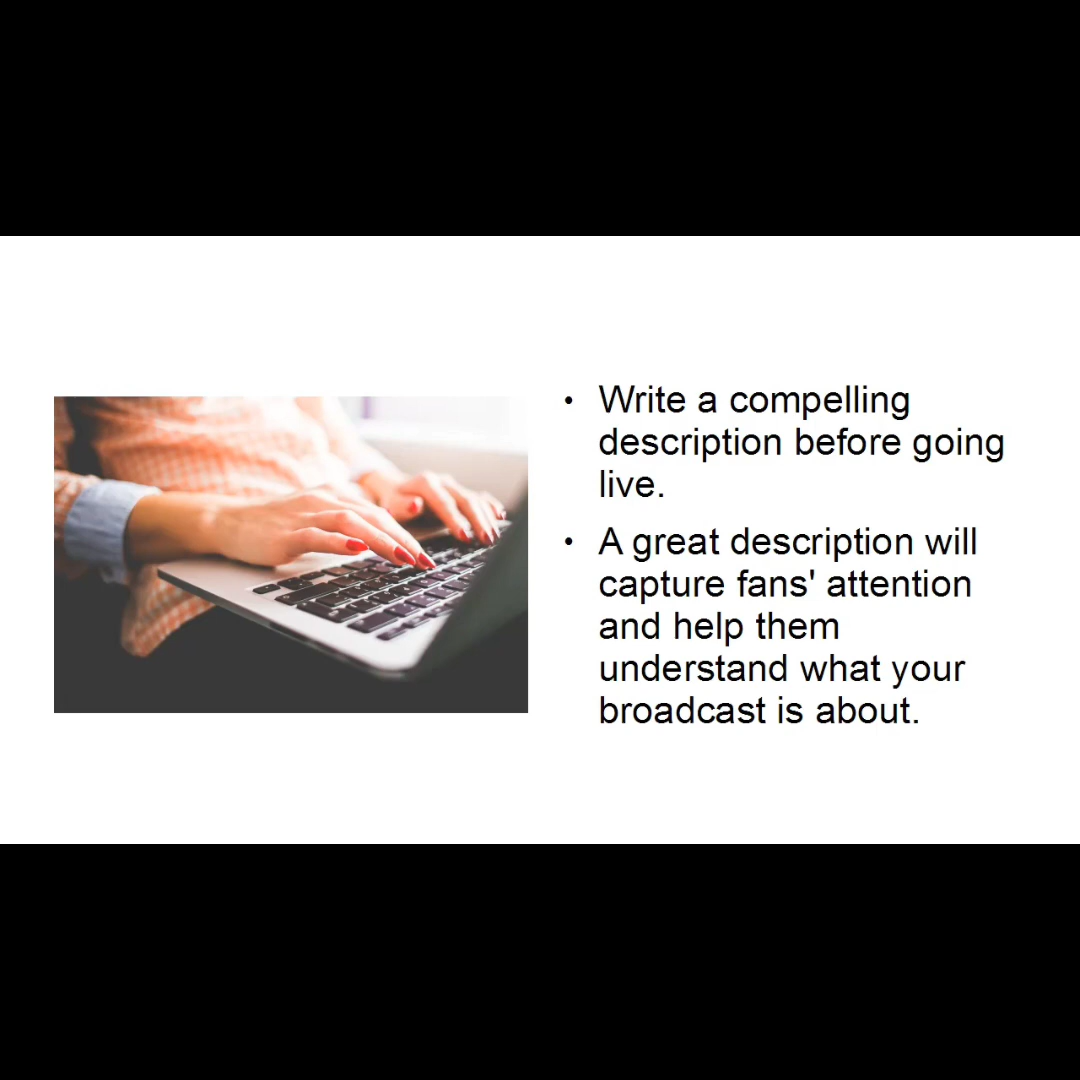 • Write a compelling
description before going
live.
• A great description will
capture fans' attention
and help them
understand what your
broadcast is about.